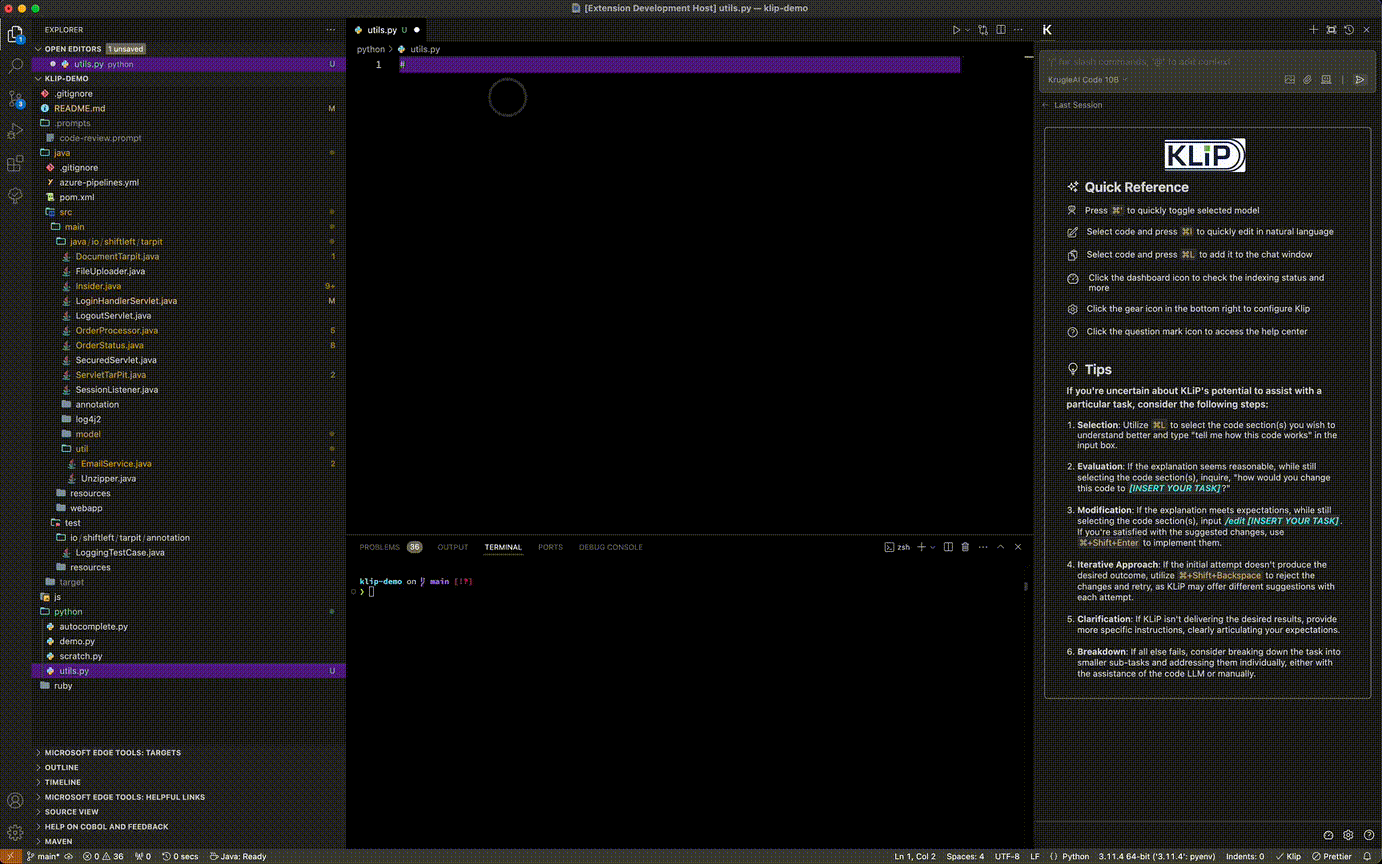 [Extension Development Host] utils.py — klip-demo
EXPLORER
OPEN EDITORS 1 unsaved
utils.py python U
KLIP-DEMO
.gitignore
README.md M
.prompts
code-review.prompt
java
.gitignore
azure-pipelines.yml
pom.xml
src
main
java / io / shiftleft / tarpit
DocumentTarpit.java 1
FileUploader.java
Insider.java 9+
LoginHandlerServlet.java M
LogoutServlet.java
OrderProcessor.java 6
OrderStatus.java 8
SecuredServlet.java
ServletTarPit.java 2
SessionListener.java
annotation
log4j2
model
util
EmailService.java 2
Unzipper.java
resources
webapp
test
io / shiftleft / tarpit / annotation
LoggingTestCase.java
resources
target
js
python
autocomplete.py
demo.py
scratch.py
utils.py U
ruby
MICROSOFT EDGE TOOLS: TARGETS
OUTLINE
TIMELINE
MICROSOFT EDGE TOOLS: HELPFUL LINKS
SOURCE VIEW
HELP ON COBOL AND FEEDBACK
MAVEN
1
3
utils.py U
python > utils.py
1 #
PROBLEMS 36 OUTPUT TERMINAL PORTS DEBUG CONSOLE
zsh
klip-demo on main [!?]
K
'/' for slash commands, '@' to add context
KrugleAI Code 10B
Last Session
KLiP
Quick Reference
Press ⌘' to quickly toggle selected model
Select code and press ⌘I to quickly edit in natural language
Select code and press ⌘L to add it to the chat window
Click the dashboard icon to check the indexing status and
more
Click the gear icon in the bottom right to configure Klip
Click the question mark icon to access the help center
Tips
If you're uncertain about KLiP's potential to assist with a
particular task, consider the following steps:
1. Selection: Utilize ⌘L to select the code section(s) you wish to
understand better and type "tell me how this code works" in the
input box.
2. Evaluation: If the explanation seems reasonable, while still
selecting the code section(s), inquire, "how would you change
this code to [INSERT YOUR TASK]?"
3. Modification: If the explanation meets expectations, while still
selecting the code section(s), input /edit [INSERT YOUR TASK].
If you're satisfied with the suggested changes, use
⌘+Shift+Enter to implement them.
4. Iterative Approach: If the initial attempt doesn't produce the
desired outcome, utilize ⌘+Shift+Backspace to reject the
changes and retry, as KLiP may offer different suggestions with
each attempt.
5. Clarification: If KLiP isn't delivering the desired results, provide
more specific instructions, clearly articulating your expectations.
6. Breakdown: If all else fails, consider breaking down the task into
smaller sub-tasks and addressing them individually, either with
the assistance of the code LLM or manually.
main* 0 36 0 0 secs Java: Ready Ln 1, Col 2 Spaces: 4 UTF-8 LF Python 3.11.4 64-bit ('3.11.4': pyenv) Indents: 0 Klip Prettier